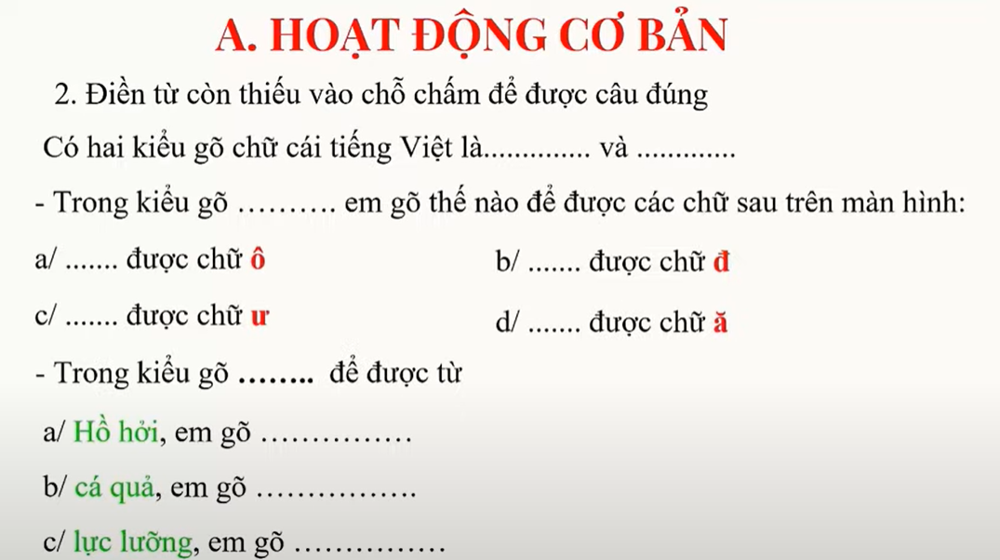 A. HOẠT ĐỘNG CƠ BẢN
2. Điền từ còn thiếu vào chỗ chấm để được câu đúng
Có hai kiểu gõ chữ cái tiếng Việt là.............. và .............
- Trong kiểu gõ .......... em gõ thế nào để được các chữ sau trên màn hình:
a/ ....... được chữ ô b/ ....... được chữ đ
c/ ....... được chữ ư d/ ....... được chữ ă
- Trong kiểu gõ ........ để được từ
a/ Hồ hởi, em gõ ...............
b/ cá quả, em gõ ................
c/ lực lưỡng, em gõ ...............